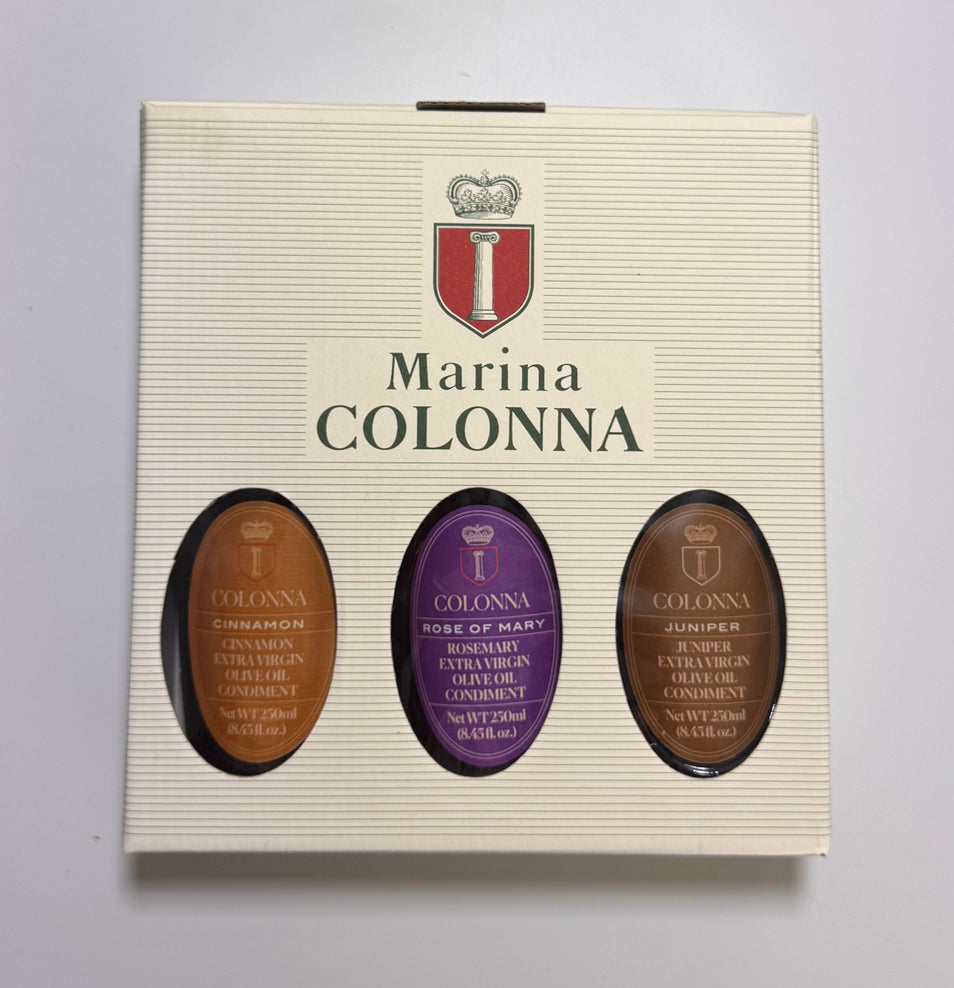 Marina
COLONNA
COLONNA
CINNAMON
CINNAMON
EXTRA VIRGIN
OLIVE OIL
CONDIMENT
Net WT 250ml
(8.45 fl. oz.)
COLONNA
ROSE OF MARY
ROSEMARY
EXTRA VIRGIN
OLIVE OIL
CONDIMENT
Net WT 250ml
(8.45 fl. oz.)
COLONNA
JUNIPER
JUNIPER
EXTRA VIRGIN
OLIVE OIL
CONDIMENT
Net WT 250ml
(8.45 fl. oz.)